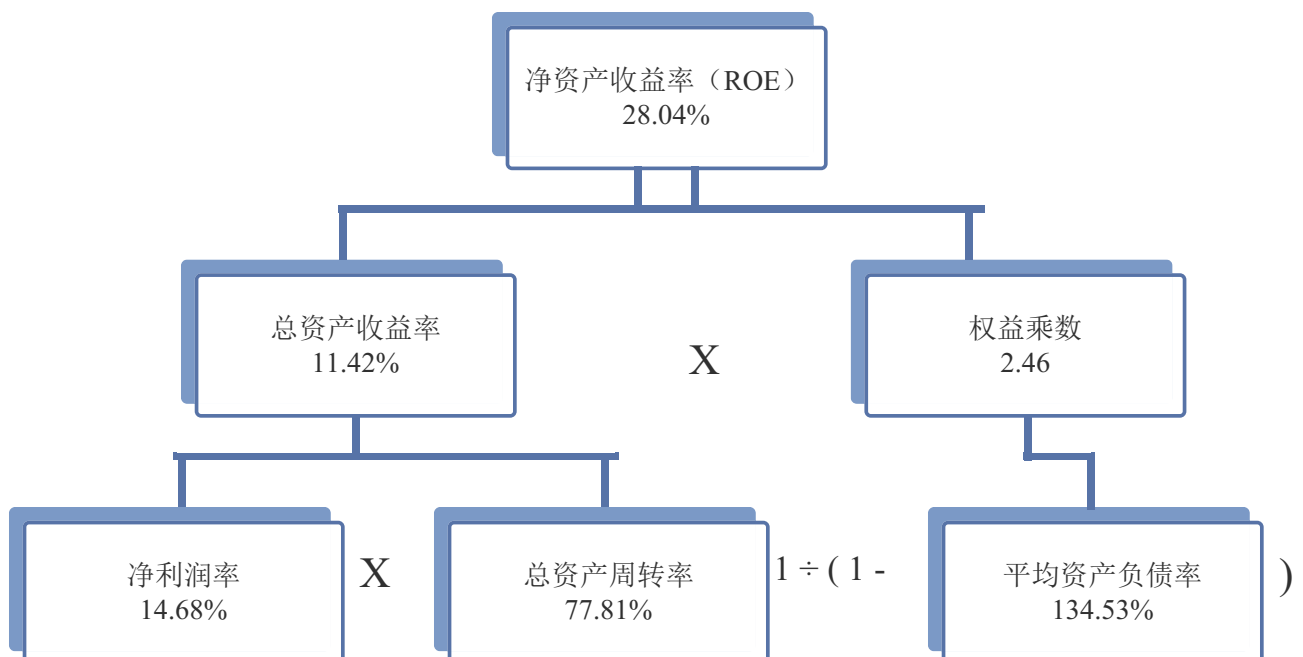 净资产收益率（ROE）
28.04%
总资产收益率
11.42%
X
权益乘数
2.46
净利润率
14.68%
X
总资产周转率
77.81%
1 ÷ ( 1 -
平均资产负债率
134.53%
)